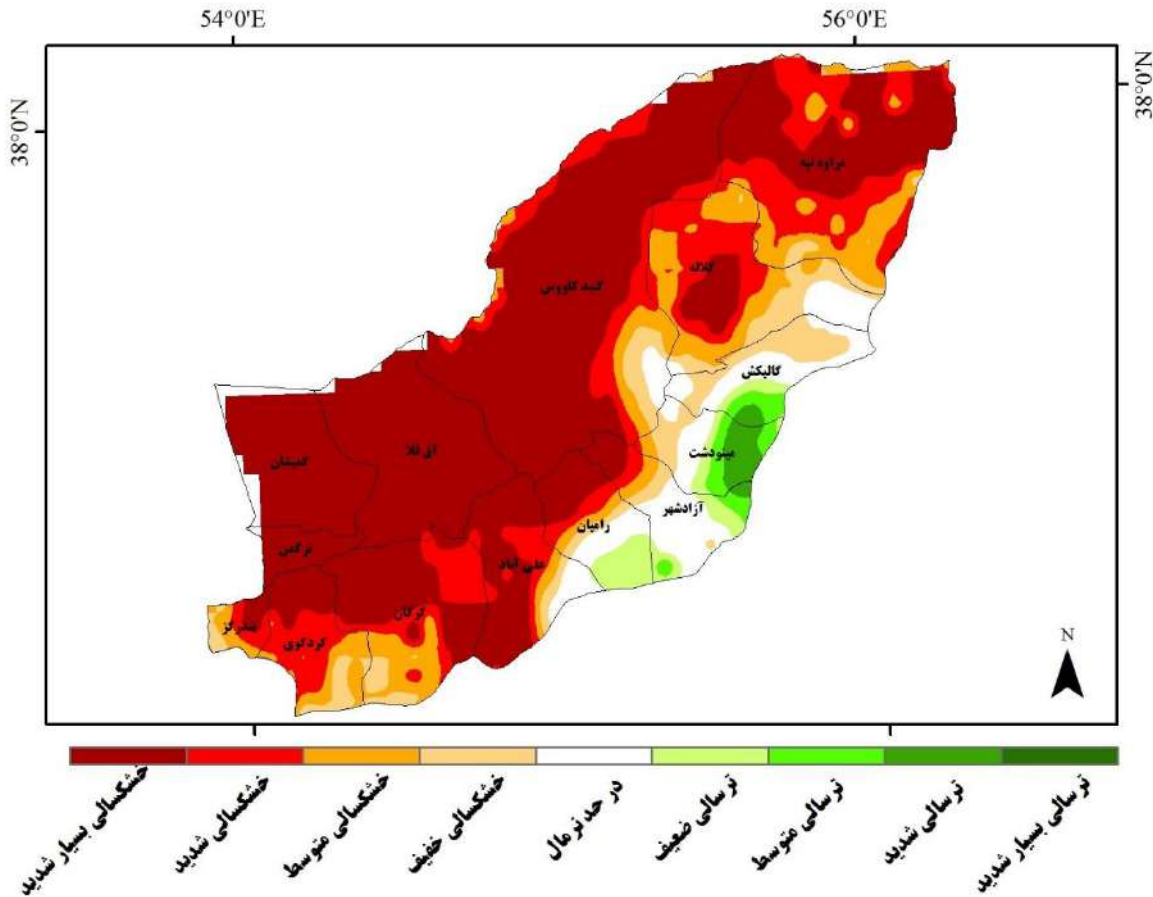 54°0'E
56°0'E
38°0'N
38°0'N
مراوه تپه
کلاله
گنبد کاووس
گالیکش
مینودشت
آق قلا
گمیشان
آزادشهر
رامیان
ترکمن
علی آباد
گرگان
بندرگز
کردکوی
N
خشکسالی بسیار شدید
خشکسالی شدید
خشکسالی متوسط
خشکسالی خفیف
در حد نرمال
ترسالی ضعیف
ترسالی متوسط
ترسالی شدید
ترسالی بسیار شدید